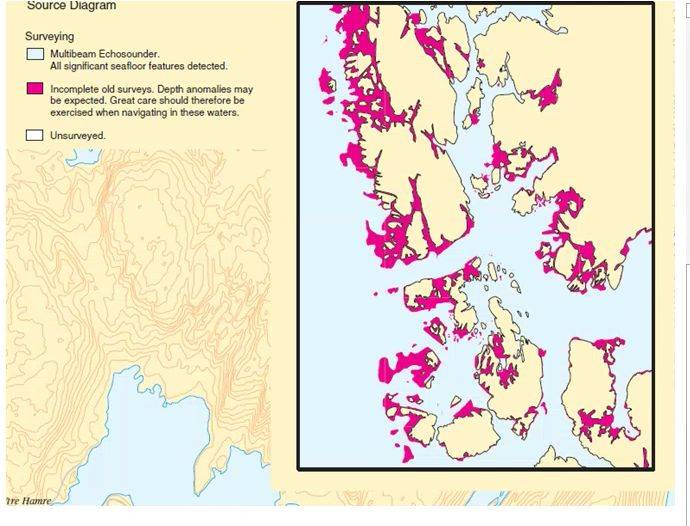 Source Diagram
Surveying
Multibeam Echosounder.
All significant seafloor features detected.
Incomplete old surveys. Depth anomalies may
be expected. Great care should therefore be
exercised when navigating in these waters.
Unsurveyed.
Hamre